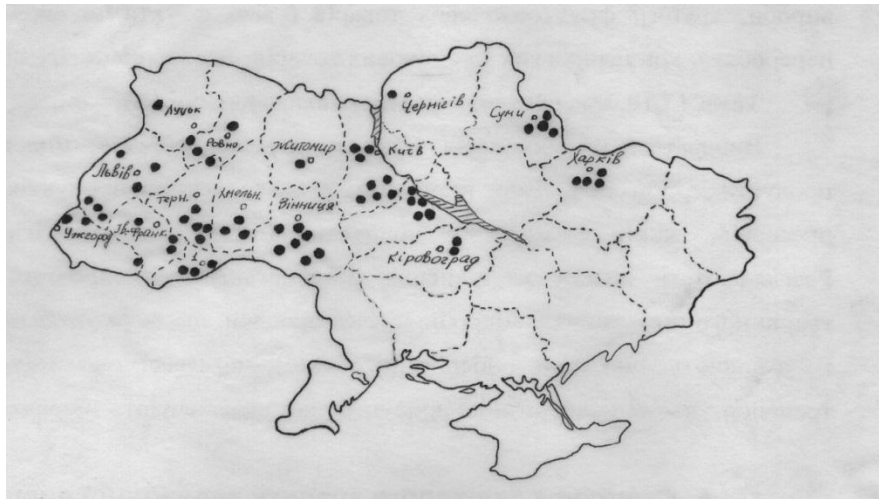 Чернігів
Суми
Луцьк
Ровно
Житомир
Київ
Харків
Львів
Терн.
Хмельн.
Вінниця
Ужгород
Ів.Франк.
Кіровоград